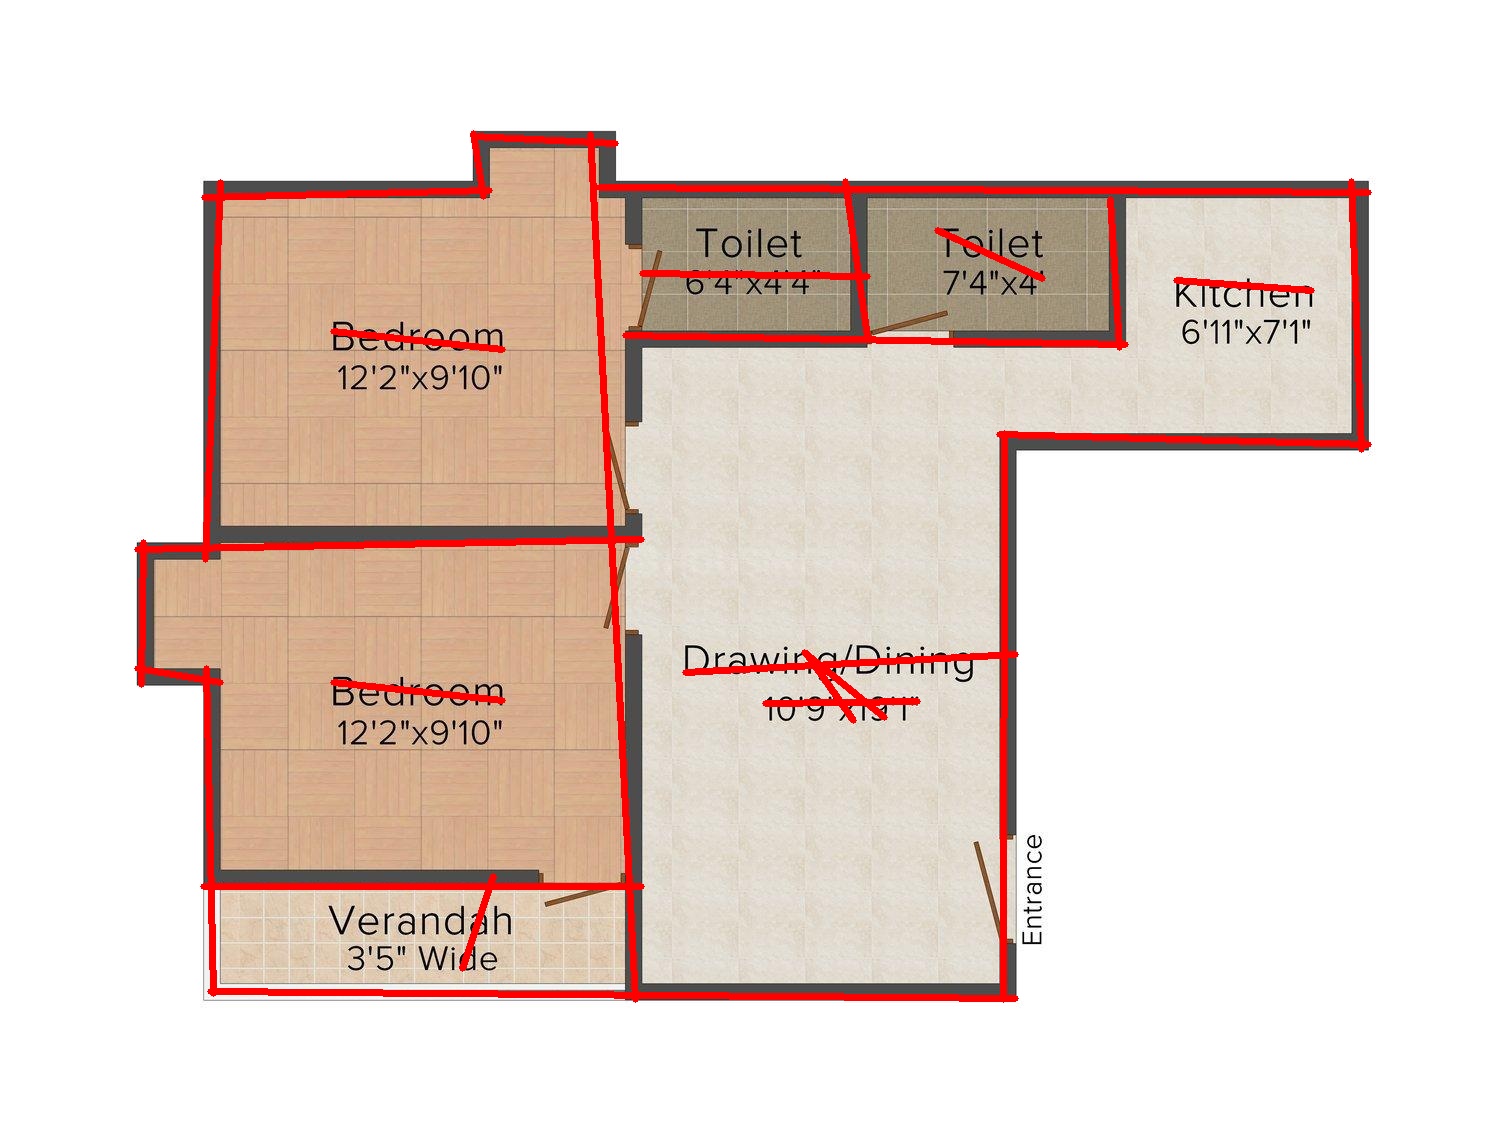 Toilet
6'4"x4'4"
Toilet
7'4"x4'
Kitchen
6'11"x7'1"
Bedroom
12'2"x9'10"
Drawing/Dining
10'9"x19'1"
Bedroom
12'2"x9'10"
Verandah
3'5" Wide
Entrance